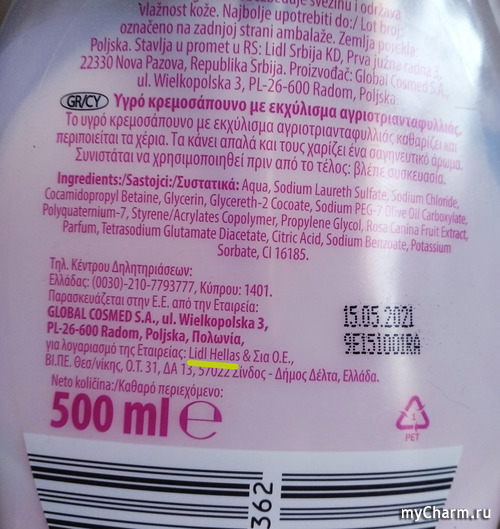 vlažnost kože. Najbolje upotrebiti do:/ Lot broj:
označeno na zadnjoj strani ambalaže. Zemlja porekla:
Poljska. Stavlja u promet u RS: Lidl Srbija KD, Prva južna radna 3,
22330 Nova Pazova, Republika Srbija. Proizvođač: Global Cosmed S.A.,
ul. Wielkopolska 3, PL-26-600 Radom, Poljska.
GR/CY Υγρό κρεμοσάπουνο με εκχύλισμα αγριοτριανταφυλλιάς.
Το υγρό κρεμοσάπουνο με εκχύλισμα αγριοτριανταφυλλιάς καθαρίζει και
περιποιείται τα χέρια. Τα κάνει απαλά και τους χαρίζει ένα σαγηνευτικό άρωμα.
Συνιστάται να χρησιμοποιηθεί πριν από το τέλος: βλέπε συσκευασία.
Ingredients:/Sastojci:/Συστατικά: Aqua, Sodium Laureth Sulfate, Sodium Chloride,
Cocamidopropyl Betaine, Glycerin, Glycereth-2 Cocoate, Sodium PEG-7 Olive Oil Carboxylate,
Polyquaternium-7, Styrene/Acrylates Copolymer, Propylene Glycol, Rosa Canina Fruit Extract,
Parfum, Tetrasodium Glutamate Diacetate, Citric Acid, Sodium Benzoate, Potassium
Sorbate, CI 16185.
Τηλ. Κέντρου Δηλητηριάσεων:
Ελλάδας: (0030)-210-7793777, Κύπρου: 1401.
Παρασκευάζεται στην Ε.Ε. από την Εταιρεία:
GLOBAL COSMED S.A., ul. Wielkopolska 3,
PL-26-600 Radom, Poljska, Πολωνία,
για λογαριασμό της Εταιρείας: Lidl Hellas & Σια Ο.Ε.,
ΒΙ.ΠΕ. Θεσ/νίκης, Ο.Τ. 31, ΔΑ 13, 57022 Σίνδος - Δήμος Δέλτα, Ελλάδα.
15.05.2021
9E151001RA
Neto količina:/Καθαρό περιεχόμενο:
500 ml e
1
PET
362
myCharm.ru